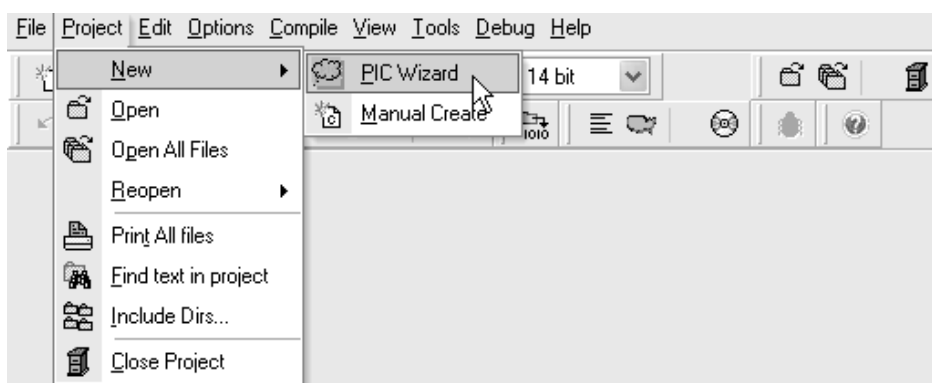 File Project Edit Options Compile View Tools Debug Help
New PIC Wizard 14 bit
Open Manual Create
Open All Files
Reopen
Print All files
Find text in project
Include Dirs...
Close Project